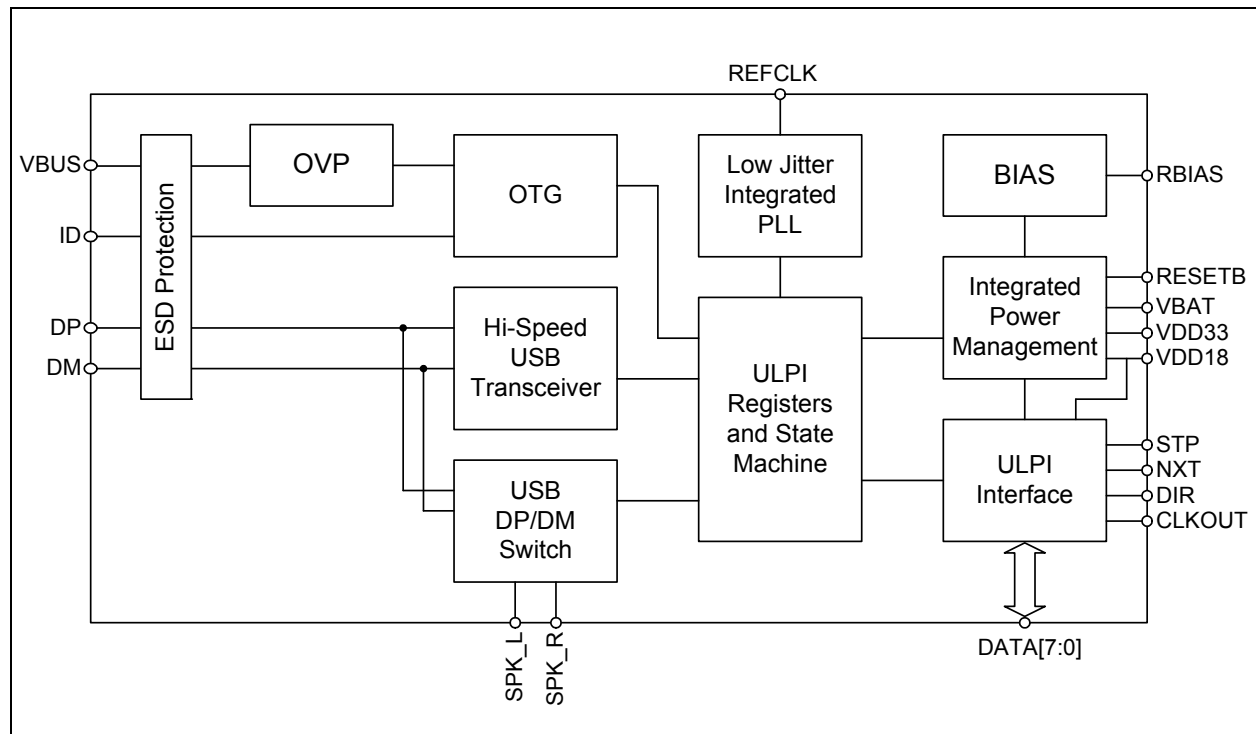 REFCLK
VBUS
ID
DP
DM
ESD Protection
OVP
OTG
Hi-Speed
USB
Transceiver
USB
DP/DM
Switch
SPK_L
SPK_R
Low Jitter
Integrated
PLL
ULPI
Registers
and State
Machine
BIAS
Integrated
Power
Management
ULPI
Interface
RBIAS
RESETB
VBAT
VDD33
VDD18
STP
NXT
DIR
CLKOUT
DATA[7:0]